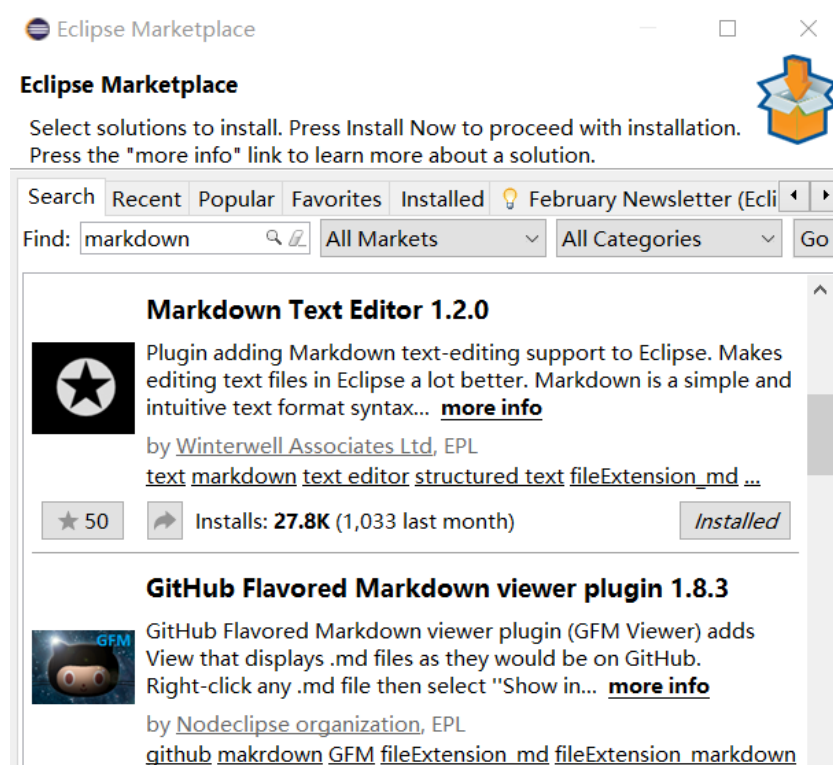 Eclipse Marketplace
Eclipse Marketplace
Select solutions to install. Press Install Now to proceed with installation.
Press the "more info" link to learn more about a solution.
Search Recent Popular Favorites Installed February Newsletter (Ecli
Find: markdown All Markets All Categories Go
Markdown Text Editor 1.2.0
Plugin adding Markdown text-editing support to Eclipse. Makes
editing text files in Eclipse a lot better. Markdown is a simple and
intuitive text format syntax... more info
by Winterwell Associates Ltd, EPL
text markdown text editor structured text fileExtension_md ...
50 Installs: 27.8K (1,033 last month) Installed
GitHub Flavored Markdown viewer plugin 1.8.3
GFM
GitHub Flavored Markdown viewer plugin (GFM Viewer) adds
View that displays .md files as they would be on GitHub.
Right-click any .md file then select "Show in... more info
by Nodeclipse organization, EPL
github makrdown GFM fileExtension_md fileExtension_markdown